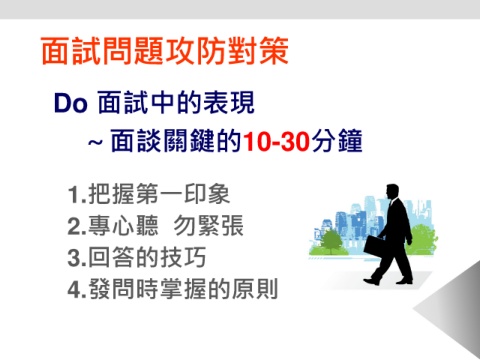 面試問題攻防對策
Do 面試中的表現
~ 面談關鍵的10-30分鐘
1.把握第一印象
2.專心聽 勿緊張
3.回答的技巧
4.發問時掌握的原則